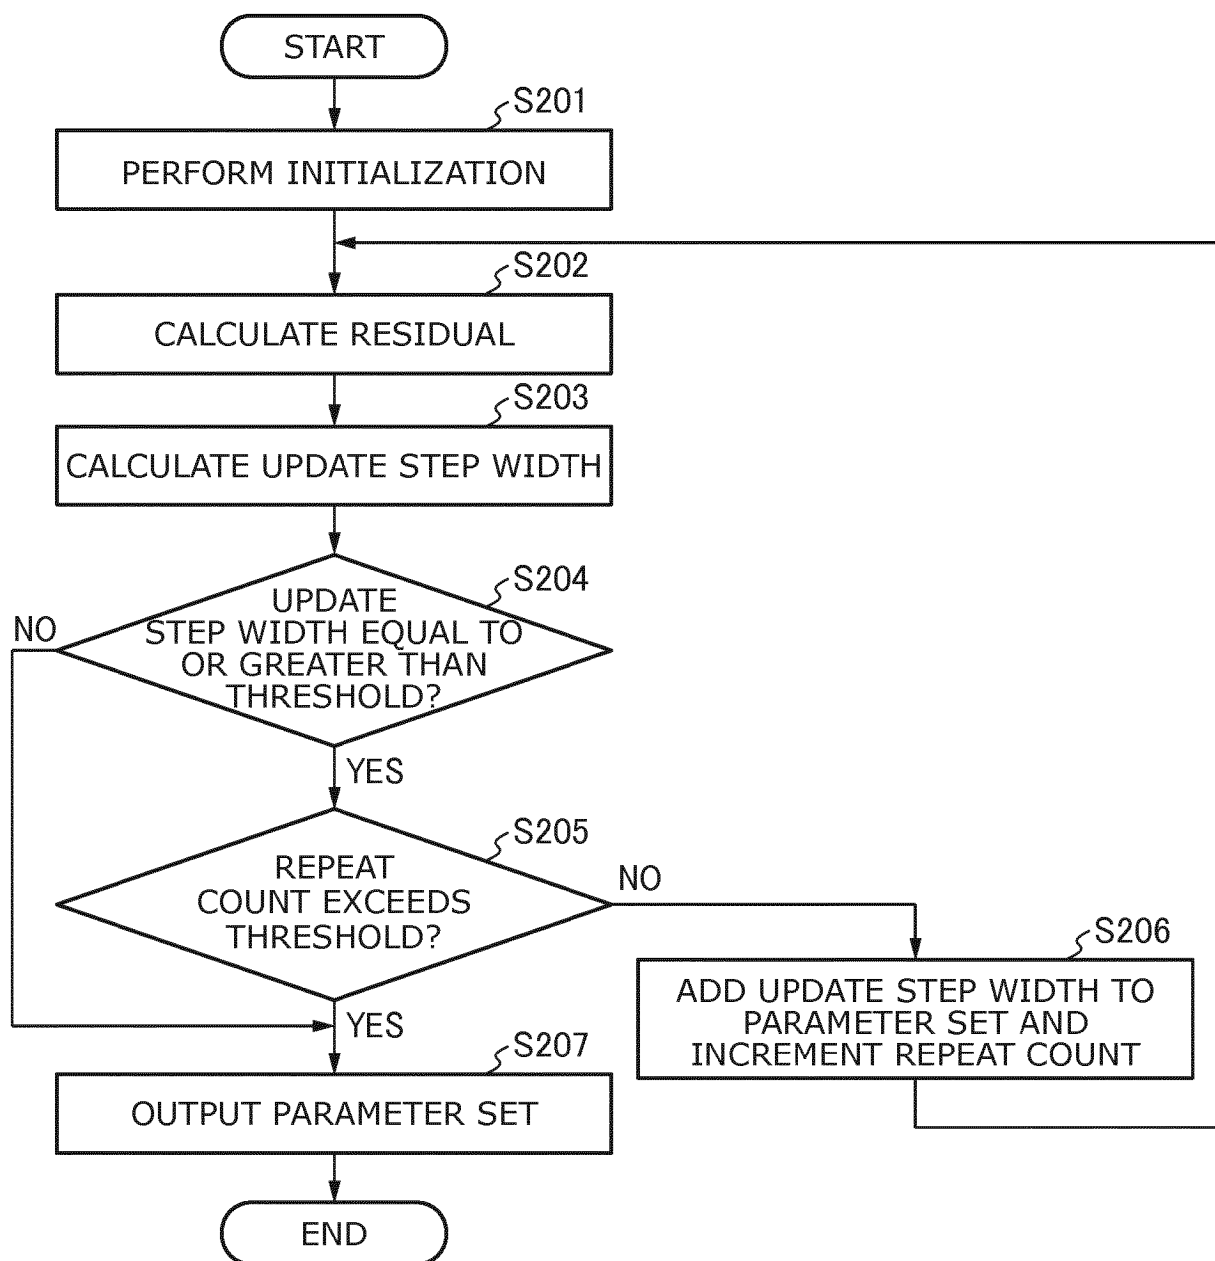 START
S201
PERFORM INITIALIZATION
S202
CALCULATE RESIDUAL
S203
CALCULATE UPDATE STEP WIDTH
S204
UPDATE
STEP WIDTH EQUAL TO
OR GREATER THAN
THRESHOLD?
NO
YES
S205
REPEAT
COUNT EXCEEDS
THRESHOLD?
NO
S206
ADD UPDATE STEP WIDTH TO
PARAMETER SET AND
INCREMENT REPEAT COUNT
YES
S207
OUTPUT PARAMETER SET
END